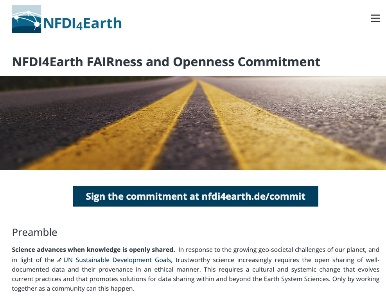 NFDI4Earth
NFDI4Earth FAIRness and Openness Commitment
Sign the commitment at nfdi4earth.de/commit
Preamble
Science advances when knowledge is openly shared. In response to the growing geo-societal challenges of our planet, and
in light of the UN Sustainable Development Goals, trustworthy science increasingly requires the open sharing of well-
documented data and their provenance in an ethical manner. This requires a cultural and systemic change that evolves
current practices and that promotes solutions for data sharing within and beyond the Earth System Sciences. Only by working
together as a community can this happen.